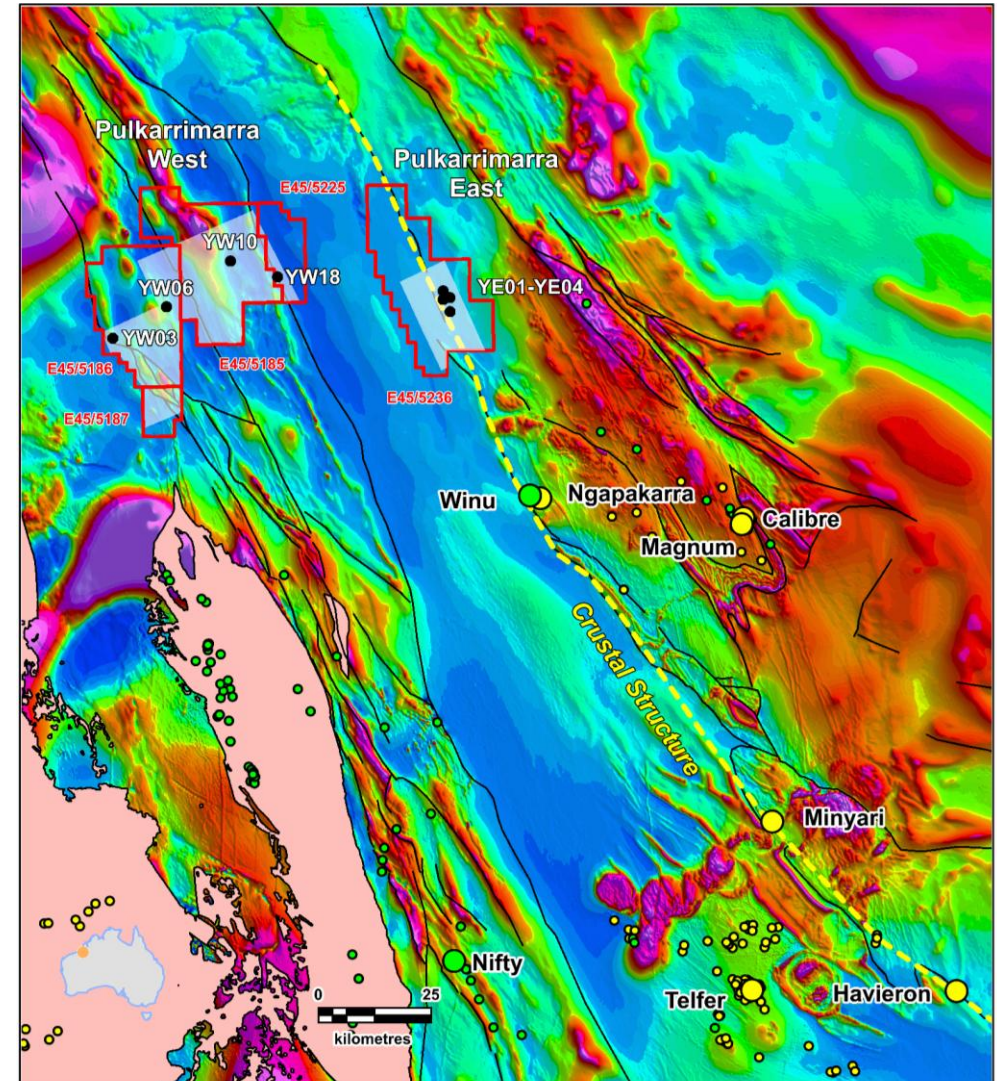 Pulkarrimarra
West
E45/5225
Pulkarrimarra
East
YW10
YW18
YW06
YE01-YE04
YW03
E45/5186
E45/5185
E45/5187
E45/5236
Winu
Ngapakarra
Calibre
Magnum
Crustal Structure
Minyari
Nifty
Telfer
Havieron
0
25
kilometres